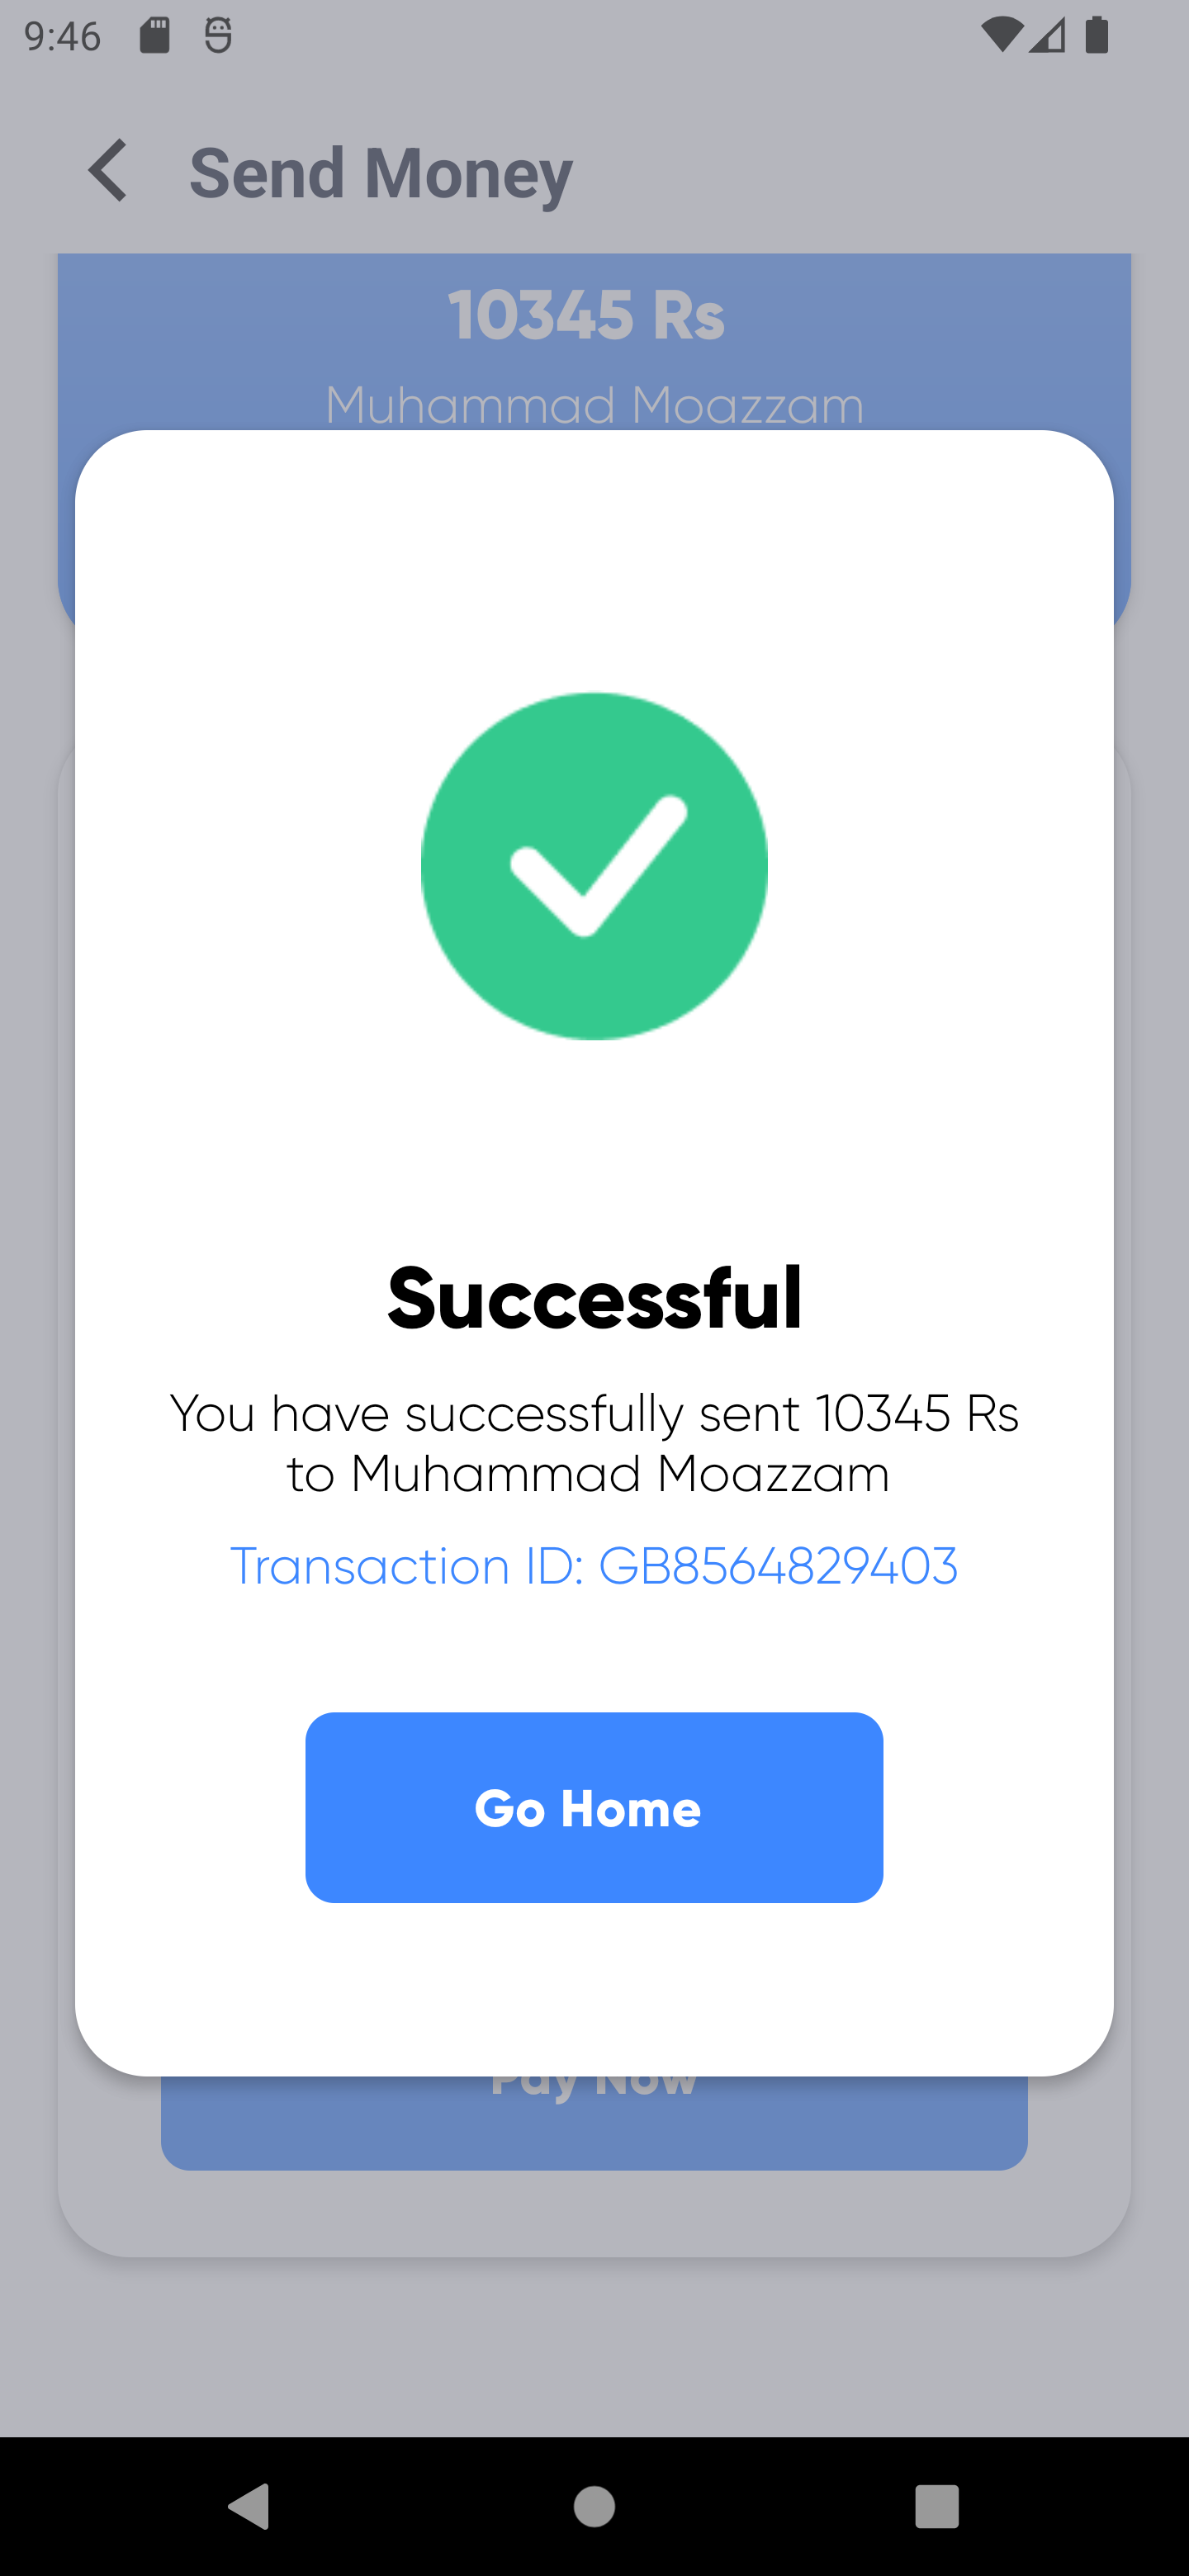 9:46
Send Money
10345 Rs
Muhammad Moazzam
Successful
You have successfully sent 10345 Rs
to Muhammad Moazzam
Transaction ID: GB8564829403
Go Home
Pay Now